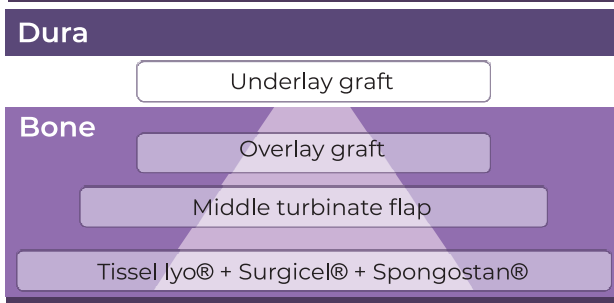 Dura
Underlay graft
Bone
Overlay graft
Middle turbinate flap
Tissel lyo® + Surgicel® + Spongostan®